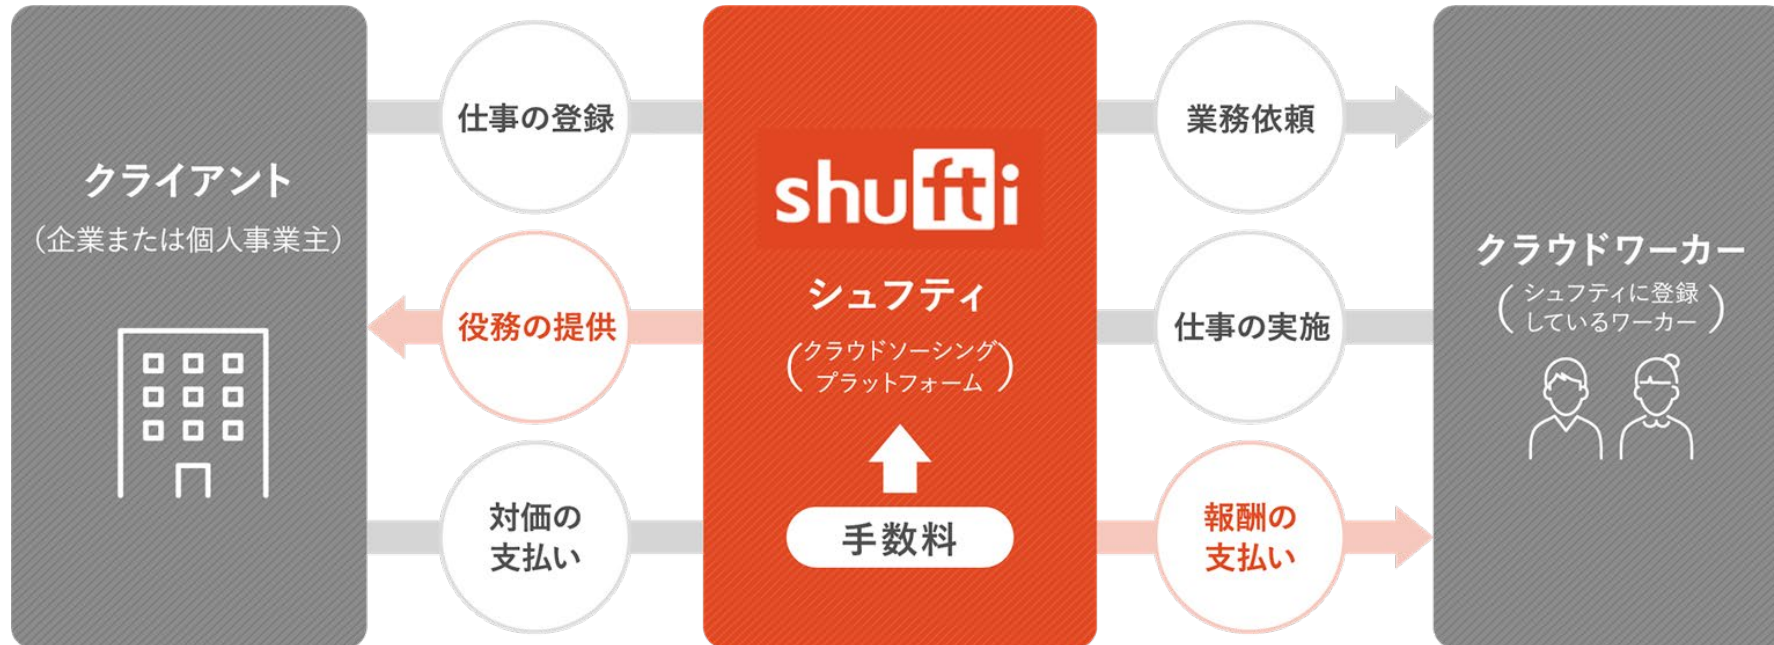 クライアント
(企業または個人事業主)
仕事の登録
役務の提供
対価の
支払い
shufti
シュフティ
(クラウドソーシング
プラットフォーム)
手数料
業務依頼
仕事の実施
報酬の
支払い
クラウドワーカー
(シュフティに登録
しているワーカー)